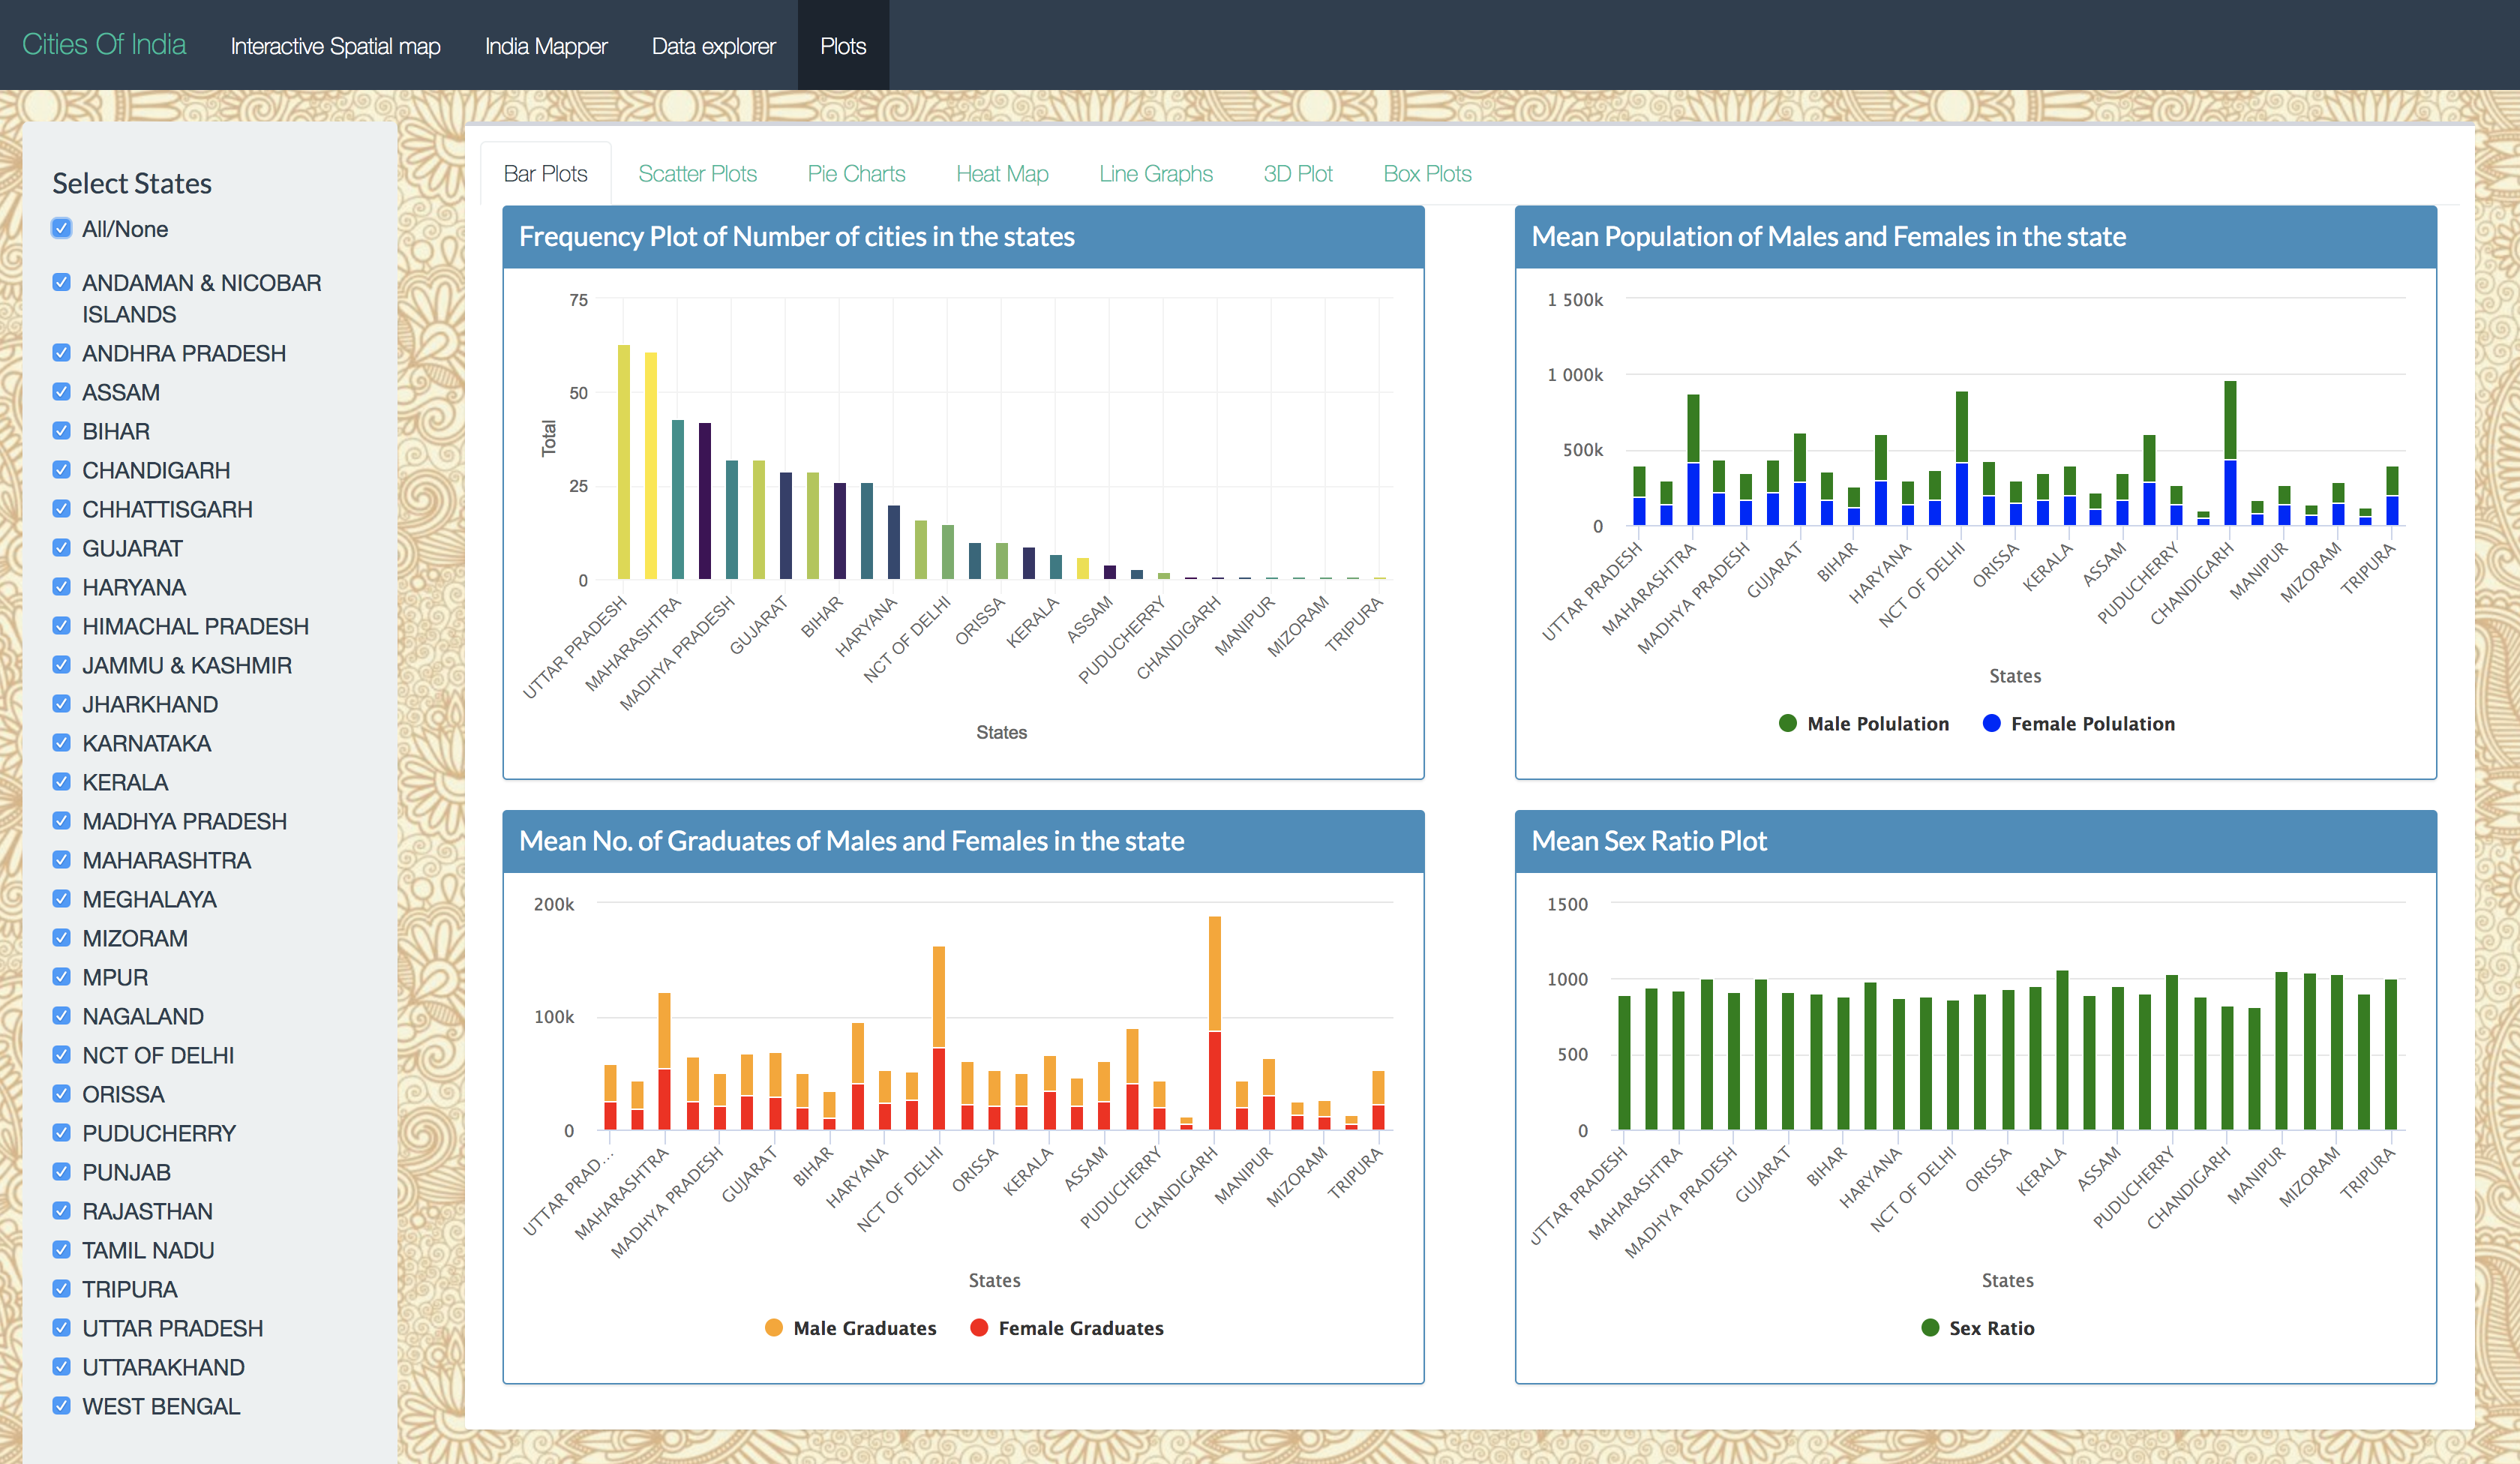 Cities Of India
Interactive Spatial map
India Mapper
Data explorer
Plots
Select States
All/None
ANDAMAN & NICOBAR
ISLANDS
ANDHRA PRADESH
ASSAM
BIHAR
CHANDIGARH
CHHATTISGARH
GUJARAT
HARYANA
HIMACHAL PRADESH
JAMMU & KASHMIR
JHARKHAND
KARNATAKA
KERALA
MADHYA PRADESH
MAHARASHTRA
MEGHALAYA
MIZORAM
MPUR
NAGALAND
NCT OF DELHI
ORISSA
PUDUCHERRY
PUNJAB
RAJASTHAN
TAMIL NADU
TRIPURA
UTTAR PRADESH
UTTARAKHAND
WEST BENGAL
Bar Plots
Scatter Plots
Pie Charts
Heat Map
Line Graphs
3D Plot
Box Plots
Frequency Plot of Number of cities in the states
75
50
25
0
Total
UTTAR PRADESH
MAHARASHTRA
MADHYA PRADESH
GUJARAT
BIHAR
HARYANA
NCT OF DELHI
ORISSA
KERALA
ASSAM
PUDUCHERRY
CHANDIGARH
MANIPUR
MIZORAM
TRIPURA
States
Mean Population of Males and Females in the state
1 500k
1 000k
500k
0
UTTAR PRADESH
MAHARASHTRA
MADHYA PRADESH
GUJARAT
BIHAR
HARYANA
NCT OF DELHI
ORISSA
KERALA
ASSAM
PUDUCHERRY
CHANDIGARH
MANIPUR
MIZORAM
TRIPURA
States
Male Polulation
Female Polulation
Mean No. of Graduates of Males and Females in the state
200k
100k
0
UTTAR PRAD...
MAHARASHTRA
MADHYA PRADESH
GUJARAT
BIHAR
HARYANA
NCT OF DELHI
ORISSA
KERALA
ASSAM
PUDUCHERRY
CHANDIGARH
MANIPUR
MIZORAM
TRIPURA
States
Male Graduates
Female Graduates
Mean Sex Ratio Plot
1500
1000
500
0
UTTAR PRADESH
MAHARASHTRA
MADHYA PRADESH
GUJARAT
BIHAR
HARYANA
NCT OF DELHI
ORISSA
KERALA
ASSAM
PUDUCHERRY
CHANDIGARH
MANIPUR
MIZORAM
TRIPURA
States
Sex Ratio